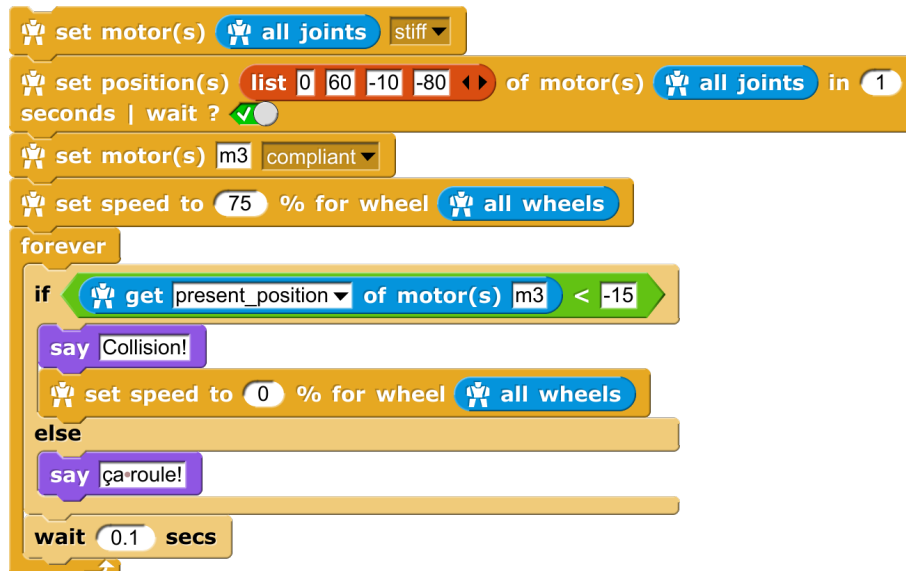 set motor(s) all joints stiff
set position(s) list 0 60 -10 -80 of motor(s) all joints in 1
seconds | wait ?
set motor(s) m3 compliant
set speed to 75 % for wheel all wheels
forever
if get present_position of motor(s) m3 < -15
say Collision!
set speed to 0 % for wheel all wheels
else
say ça roule!
wait 0.1 secs